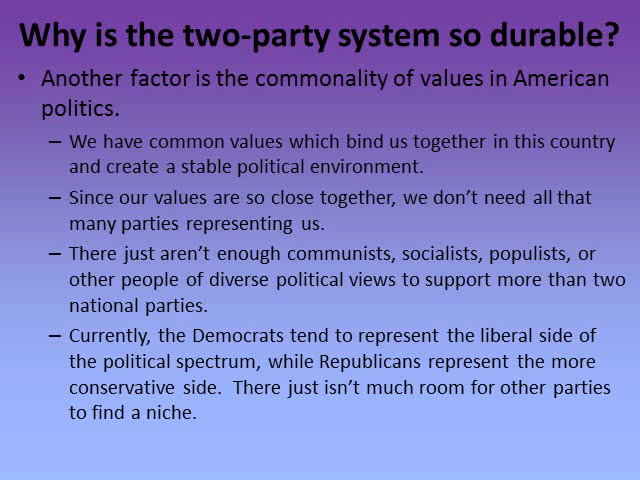 Why is the two-party system so durable?
• Another factor is the commonality of values in American
politics.
– We have common values which bind us together in this country
and create a stable political environment.
– Since our values are so close together, we don’t need all that
many parties representing us.
– There just aren’t enough communists, socialists, populists, or
other people of diverse political views to support more than two
national parties.
– Currently, the Democrats tend to represent the liberal side of
the political spectrum, while Republicans represent the more
conservative side.  There just isn’t much room for other parties
to find a niche.